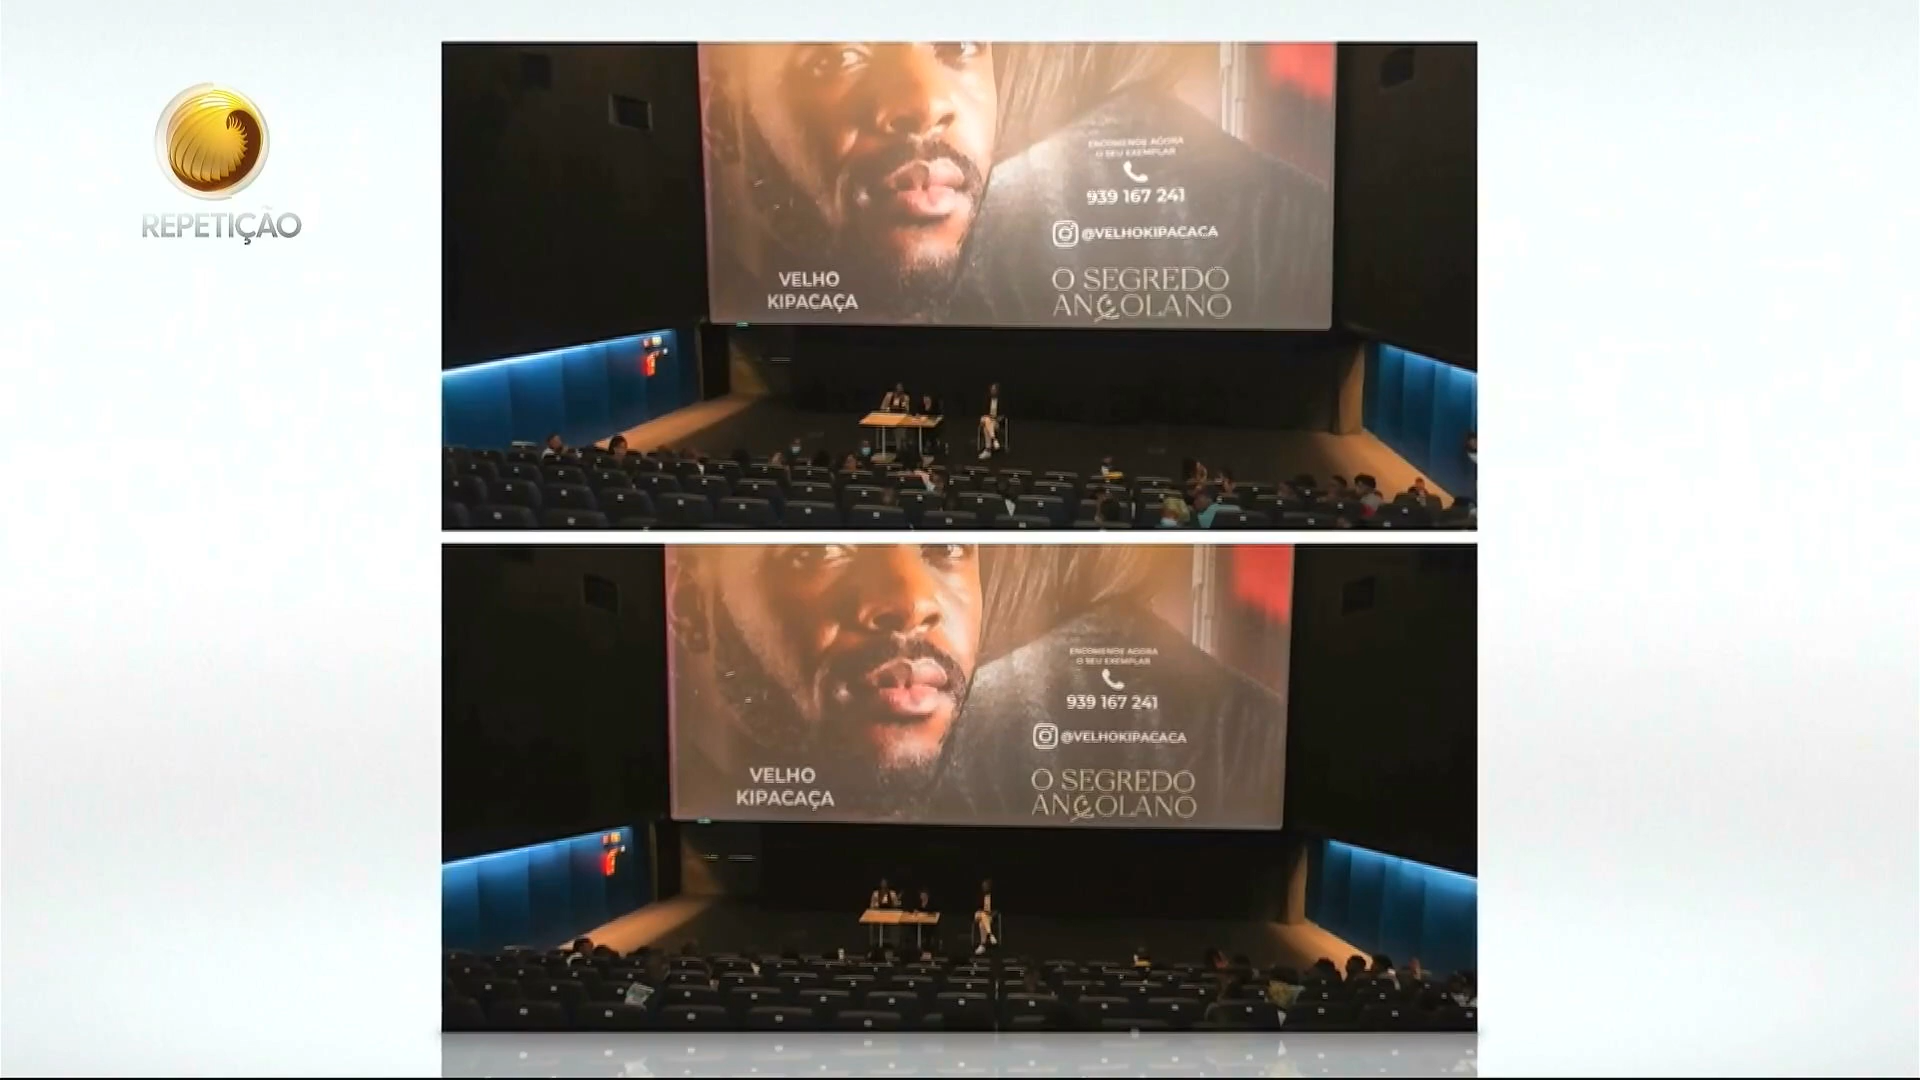 REPETIÇÃO
ENCOMENDE AGORA
O SEU EXEMPLAR
939 167 241
@VELHOKIPACACA
VELHO
KIPACAÇA
O SEGREDO
ANGOLANO
ENCOMENDE AGORA
O SEU EXEMPLAR
939 167 241
@VELHOKIPACACA
VELHO
KIPACAÇA
O SEGREDO
ANGOLANO